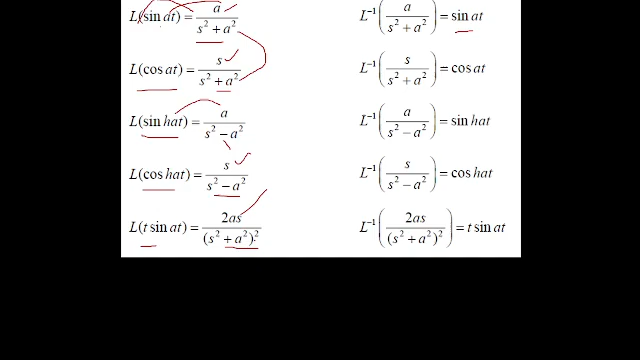 L(sin at) = a / (s² + a²)    L⁻¹(a / (s² + a²)) = sin at
L(cos at) = s / (s² + a²)    L⁻¹(s / (s² + a²)) = cos at
L(sin hat) = a / (s² − a²)    L⁻¹(a / (s² − a²)) = sin hat
L(cos hat) = s / (s² − a²)    L⁻¹(s / (s² − a²)) = cos hat
L(t sin at) = 2as / (s² + a²)²    L⁻¹(2as / (s² + a²)²) = t sin at